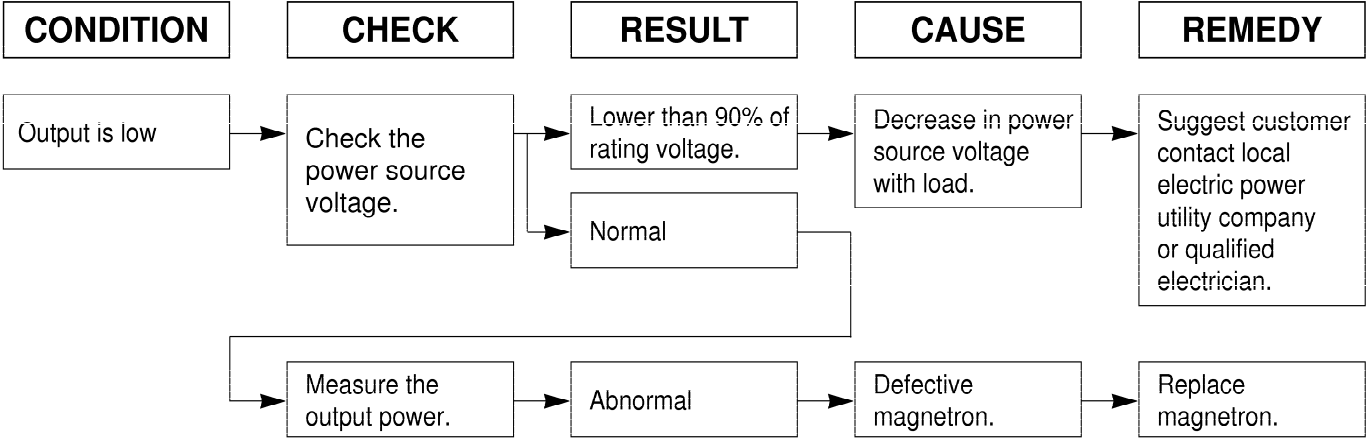 CONDITION
CHECK
RESULT
CAUSE
REMEDY
Output is low
Check the
power source
voltage.
Lower than 90% of
rating voltage.
Decrease in power
source voltage
with load.
Suggest customer
contact local
electric power
utility company
or qualified
electrician.
Normal
Measure the
output power.
Abnormal
Defective
magnetron.
Replace
magnetron.